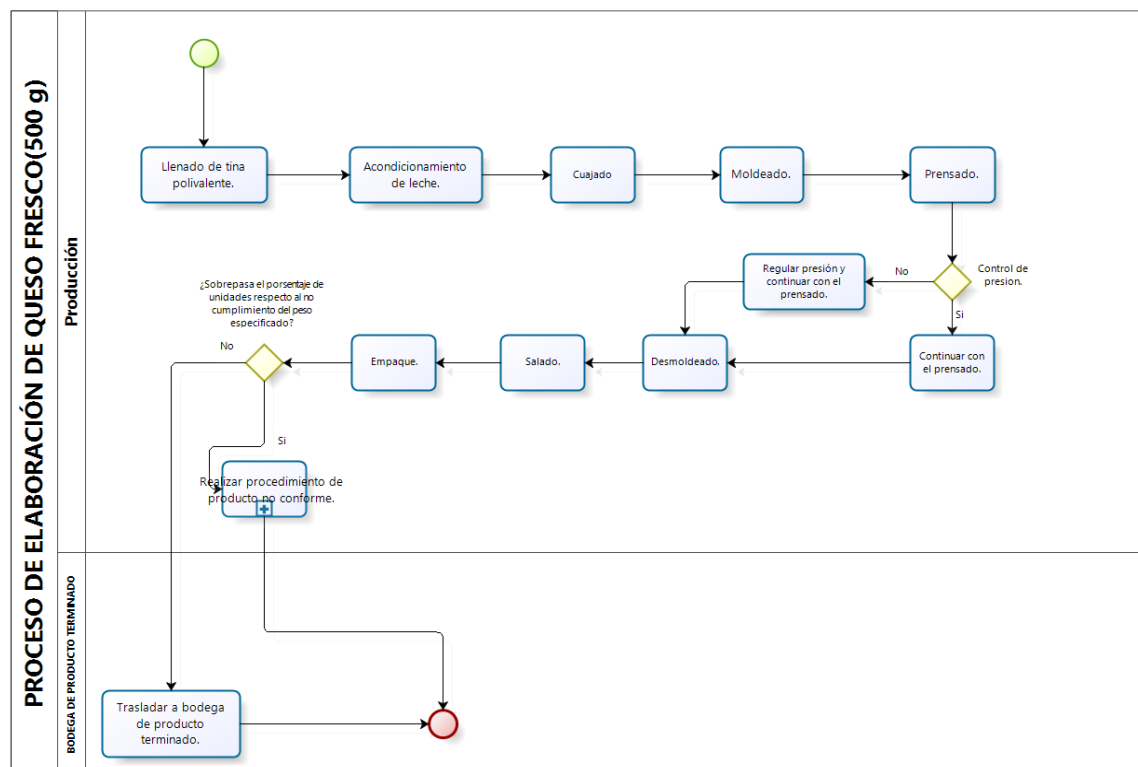 PROCESO DE ELABORACIÓN DE QUESO FRESCO(500 g)
Producción
Llenado de tina
polivalente.
Acondicionamiento
de leche.
Cuajado
Moldeado.
Prensado.
Control de
presion.
No
Si
Regular presión y
continuar con el
prensado.
Continuar con
el prensado.
Desmoldeado.
Salado.
Empaque.
¿Sobrepasa el porsentaje de
unidades respecto al no
cumplimiento del peso
especificado?
No
Si
Realizar procedimiento de
producto no conforme.
BODEGA DE PRODUCTO TERMINADO
Trasladar a bodega
de producto
terminado.